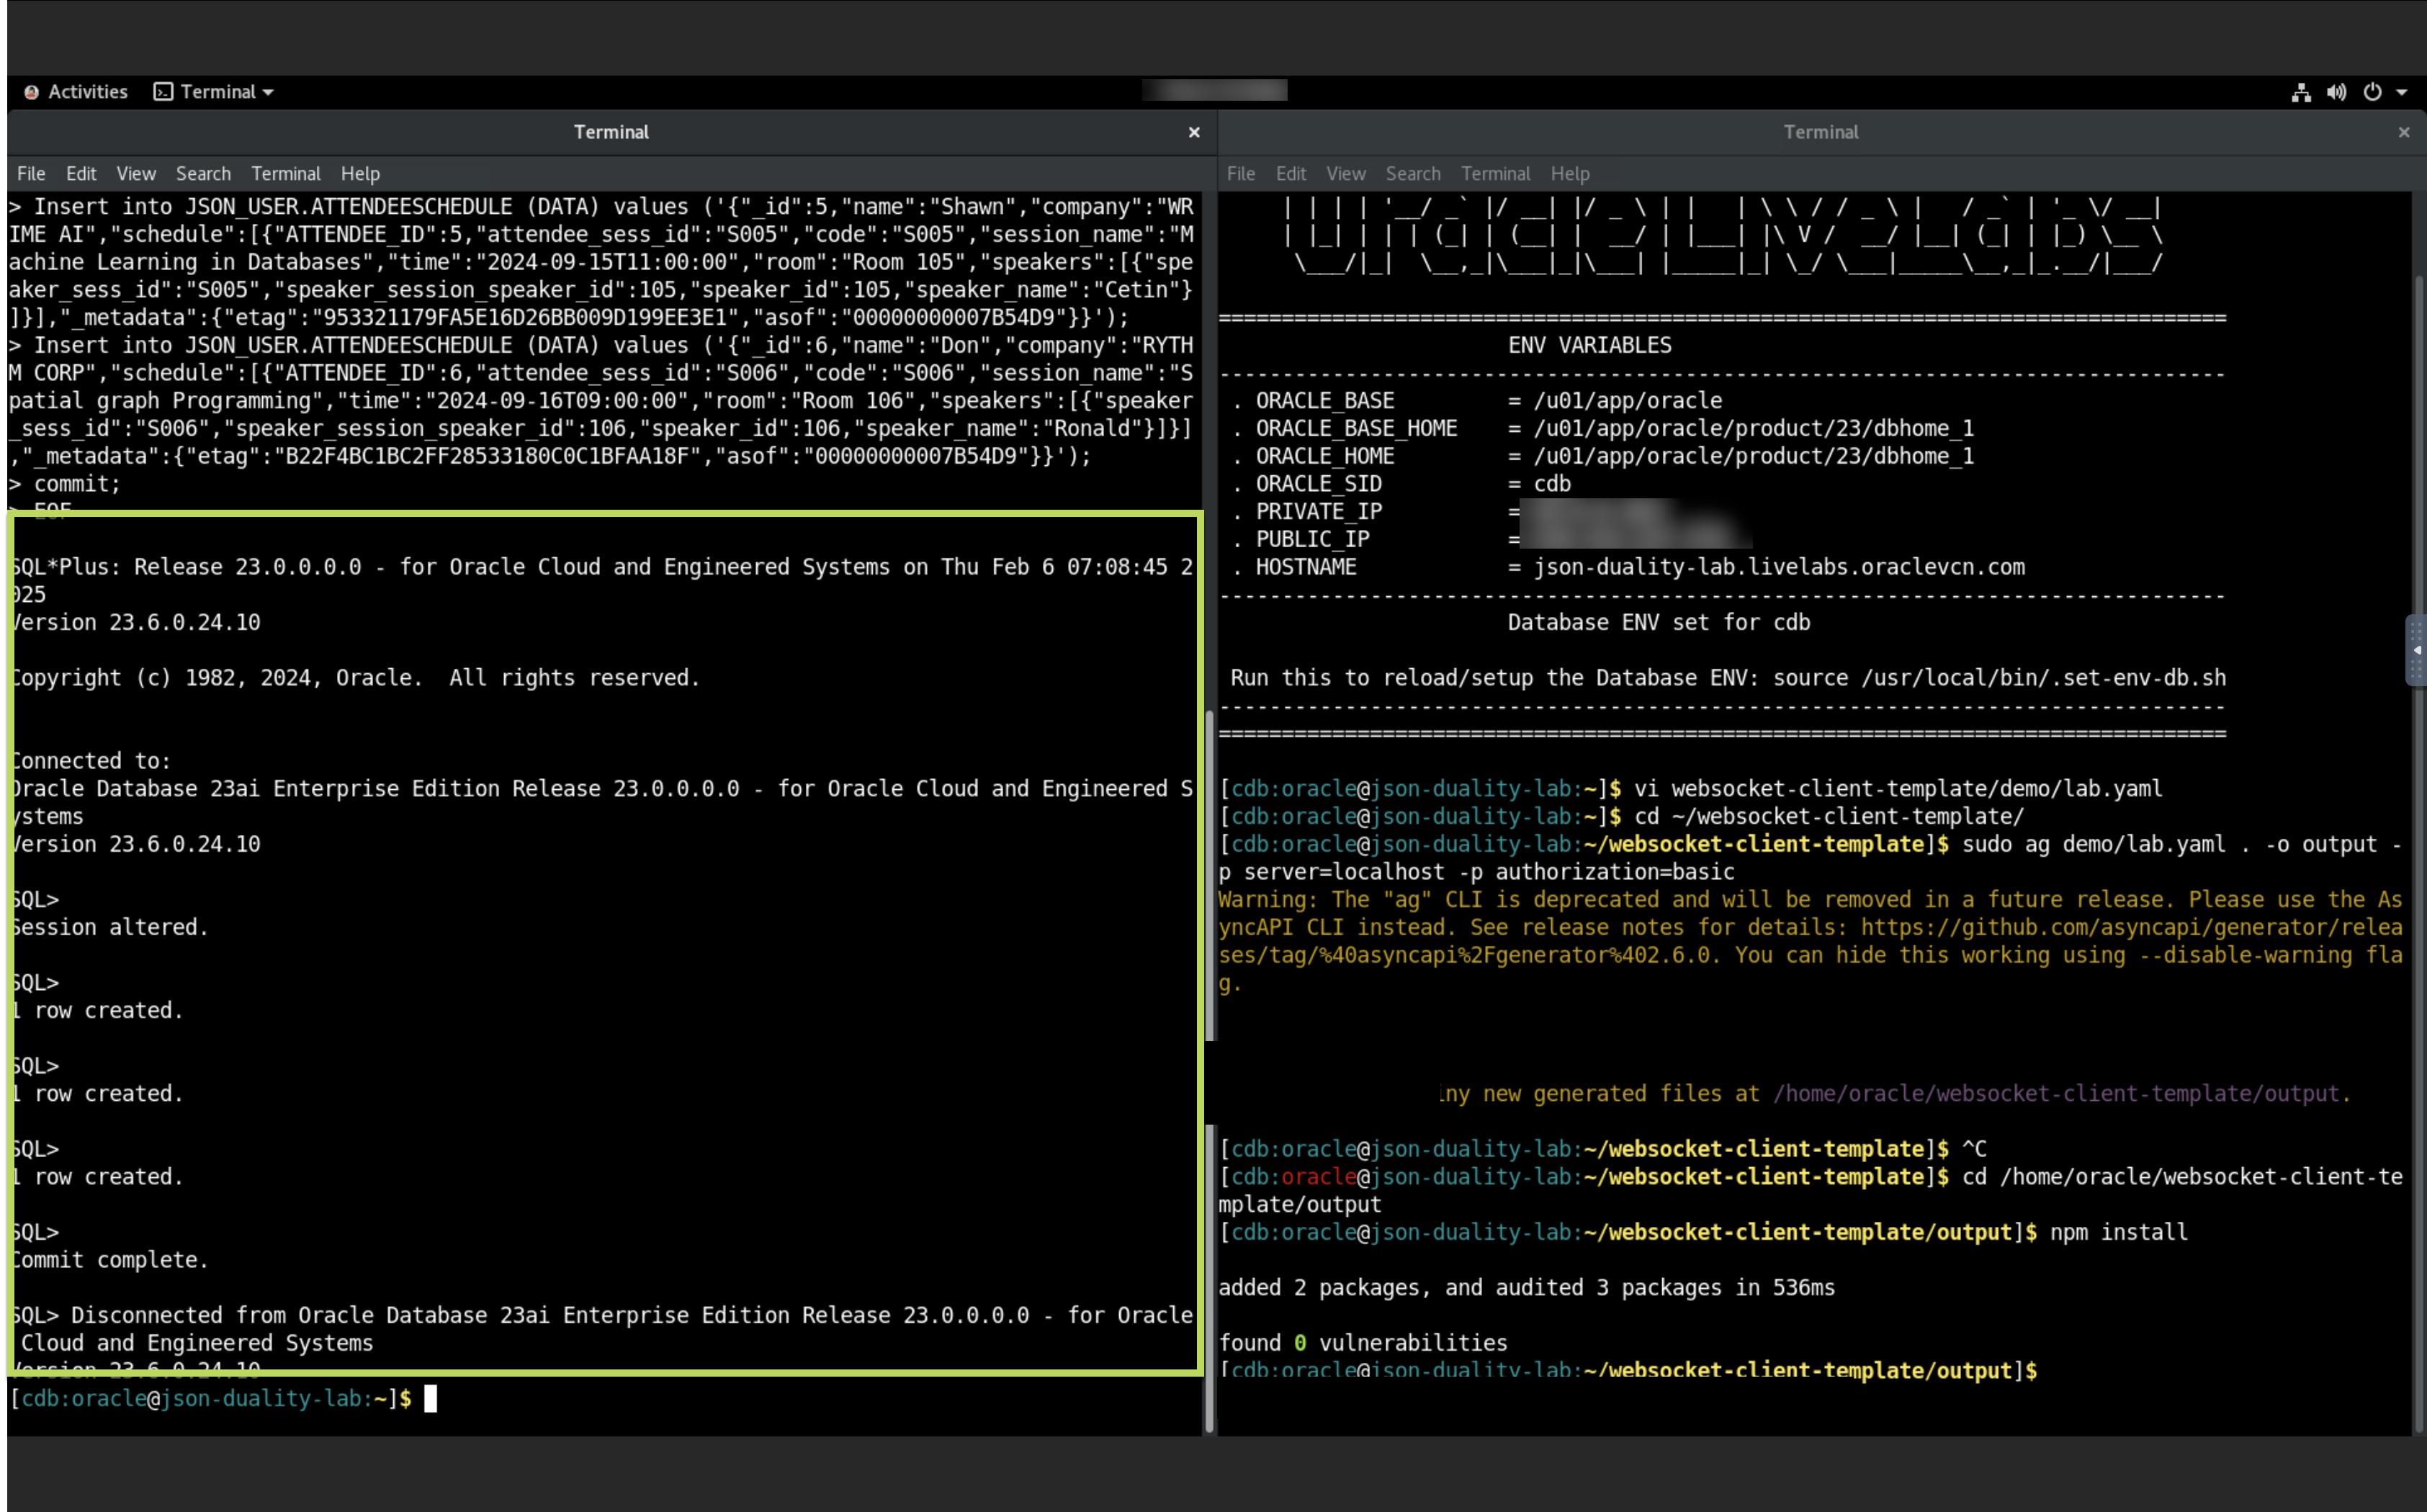 Activities Terminal
Terminal
File Edit View Search Terminal Help
> Insert into JSON_USER.ATTENDEESCHEDULE (DATA) values ('{"_id":5,"name":"Shawn","company":"WR
IME AI","schedule":[{"ATTENDEE_ID":5,"attendee_sess_id":"S005","code":"S005","session_name":"M
achine Learning in Databases","time":"2024-09-15T11:00:00","room":"Room 105","speakers":[{"spe
aker_sess_id":"S005","speaker_session_speaker_id":105,"speaker_id":105,"speaker_name":"Cetin"}
]}],"_metadata":{"etag":"953321179FA5E16D26BB009D199EE3E1","asof":"00000000007B54D9"}}');
> Insert into JSON_USER.ATTENDEESCHEDULE (DATA) values ('{"_id":6,"name":"Don","company":"RYTH
M CORP","schedule":[{"ATTENDEE_ID":6,"attendee_sess_id":"S006","code":"S006","session_name":"S
patial graph Programming","time":"2024-09-16T09:00:00","room":"Room 106","speakers":[{"speaker
_sess_id":"S006","speaker_session_speaker_id":106,"speaker_id":106,"speaker_name":"Ronald"}]}]
,"_metadata":{"etag":"B22F4BC1BC2FF28533180C0C1BFAA18F","asof":"00000000007B54D9"}}');
> commit;
> EOF
SQL*Plus: Release 23.0.0.0.0 - for Oracle Cloud and Engineered Systems on Thu Feb 6 07:08:45 2
025
Version 23.6.0.24.10
Copyright (c) 1982, 2024, Oracle.  All rights reserved.
Connected to:
Oracle Database 23ai Enterprise Edition Release 23.0.0.0.0 - for Oracle Cloud and Engineered S
ystems
Version 23.6.0.24.10
SQL>
Session altered.
SQL>
1 row created.
SQL>
1 row created.
SQL>
1 row created.
SQL>
Commit complete.
SQL> Disconnected from Oracle Database 23ai Enterprise Edition Release 23.0.0.0.0 - for Oracle
Cloud and Engineered Systems
Version 23.6.0.24.10
[cdb:oracle@json-duality-lab:~]$
Terminal
File Edit View Search Terminal Help
OracleLiveLabs
ENV VARIABLES
. ORACLE_BASE = /u01/app/oracle
. ORACLE_BASE_HOME = /u01/app/oracle/product/23/dbhome_1
. ORACLE_HOME = /u01/app/oracle/product/23/dbhome_1
. ORACLE_SID = cdb
. PRIVATE_IP =
. PUBLIC_IP =
. HOSTNAME = json-duality-lab.livelabs.oraclevcn.com
Database ENV set for cdb
Run this to reload/setup the Database ENV: source /usr/local/bin/.set-env-db.sh
[cdb:oracle@json-duality-lab:~]$ vi websocket-client-template/demo/lab.yaml
[cdb:oracle@json-duality-lab:~]$ cd ~/websocket-client-template/
[cdb:oracle@json-duality-lab:~/websocket-client-template]$ sudo ag demo/lab.yaml . -o output -
p server=localhost -p authorization=basic
Warning: The "ag" CLI is deprecated and will be removed in a future release. Please use the As
yncAPI CLI instead. See release notes for details: https://github.com/asyncapi/generator/relea
ses/tag/%40asyncapi%2Fgenerator%402.6.0. You can hide this working using --disable-warning fla
g.
iny new generated files at /home/oracle/websocket-client-template/output.
[cdb:oracle@json-duality-lab:~/websocket-client-template]$ ^C
[cdb:oracle@json-duality-lab:~/websocket-client-template]$ cd /home/oracle/websocket-client-te
mplate/output
[cdb:oracle@json-duality-lab:~/websocket-client-template/output]$ npm install
added 2 packages, and audited 3 packages in 536ms
found 0 vulnerabilities
[cdb:oracle@json-duality-lab:~/websocket-client-template/output]$